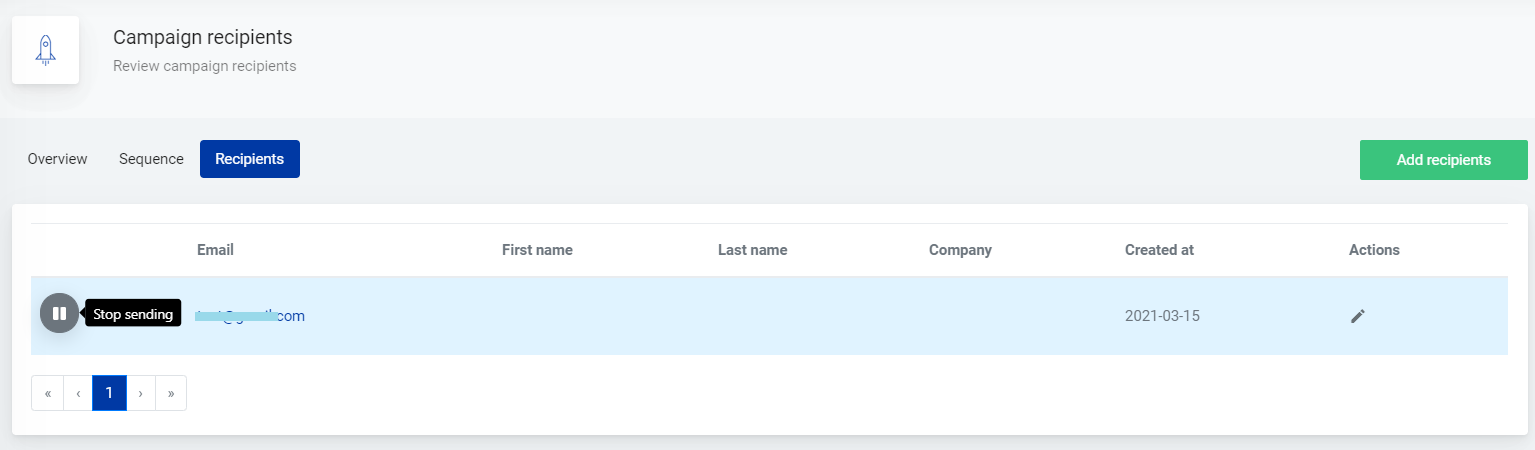 Campaign recipients
Review campaign recipients
Overview Sequence Recipients Add recipients
Email First name Last name Company Created at Actions
Stop sending com 2021-03-15
« ‹ 1 › »